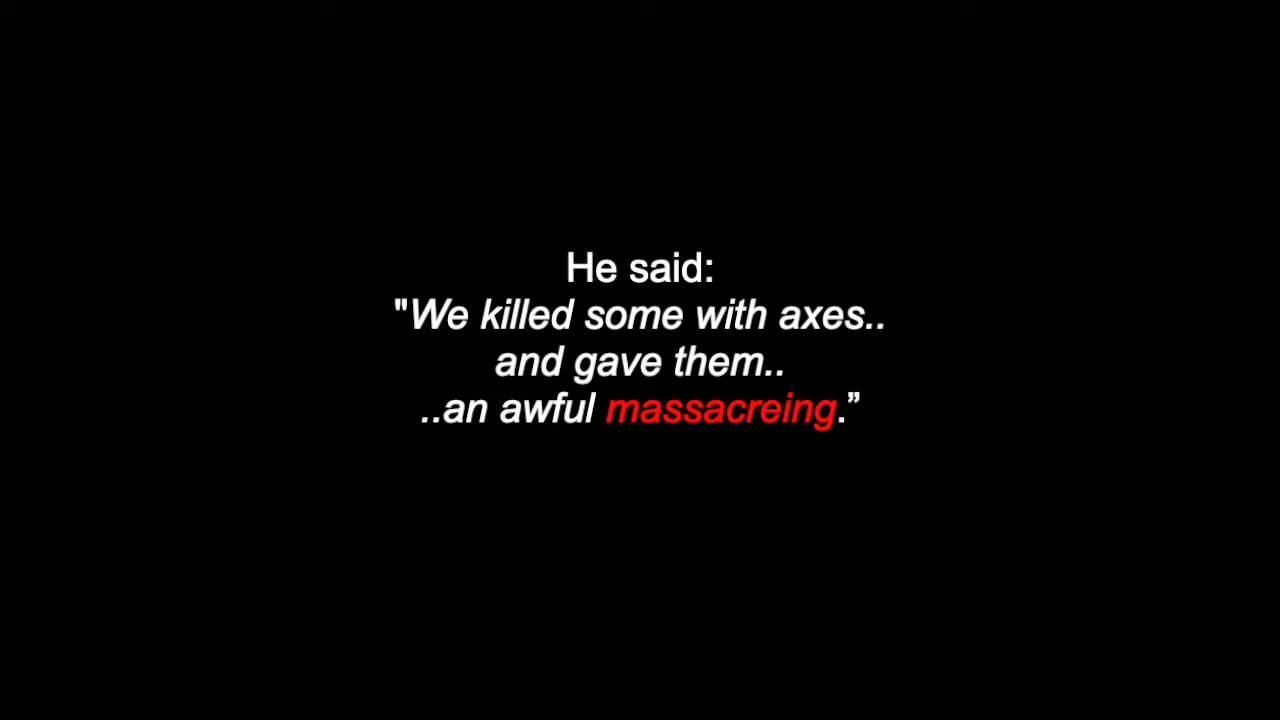 He said:
"We killed some with axes..
and gave them..
..an awful massacreing.”